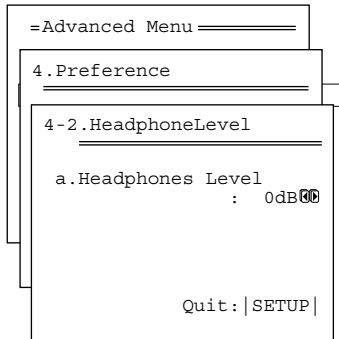 =Advanced Menu
4.Preference
4-2.HeadphoneLevel
a.Headphones Level
: 0dB
Quit:|SETUP|